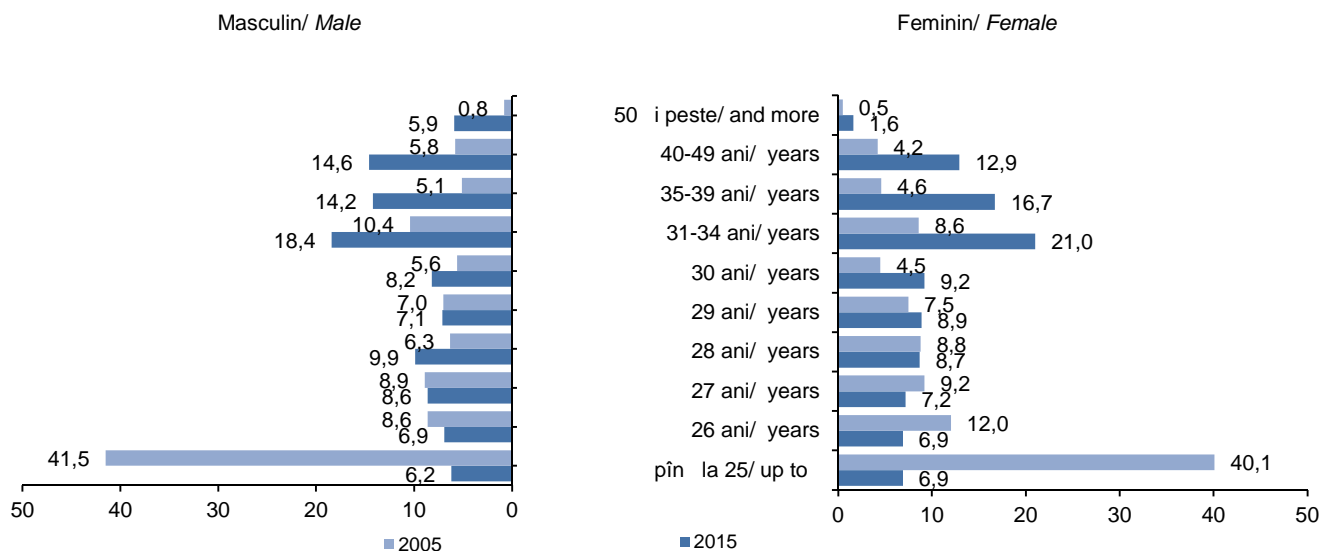 Masculin/ Male Feminin/ Female
0,8 50 i peste/ and more 0,5
5,9 1,6
5,8 40-49 ani/ years 4,2
14,6 12,9
5,1 35-39 ani/ years 4,6
14,2 16,7
10,4 31-34 ani/ years 8,6
18,4 21,0
5,6 30 ani/ years 4,5
8,2 9,2
7,0 29 ani/ years 7,5
7,1 8,9
6,3 28 ani/ years 8,8
9,9 8,7
8,9 27 ani/ years 9,2
8,6 7,2
8,6 26 ani/ years 12,0
6,9 6,9
41,5 pîn la 25/ up to 40,1
6,2 6,9
50 40 30 20 10 0 0 10 20 30 40 50
2005 2015